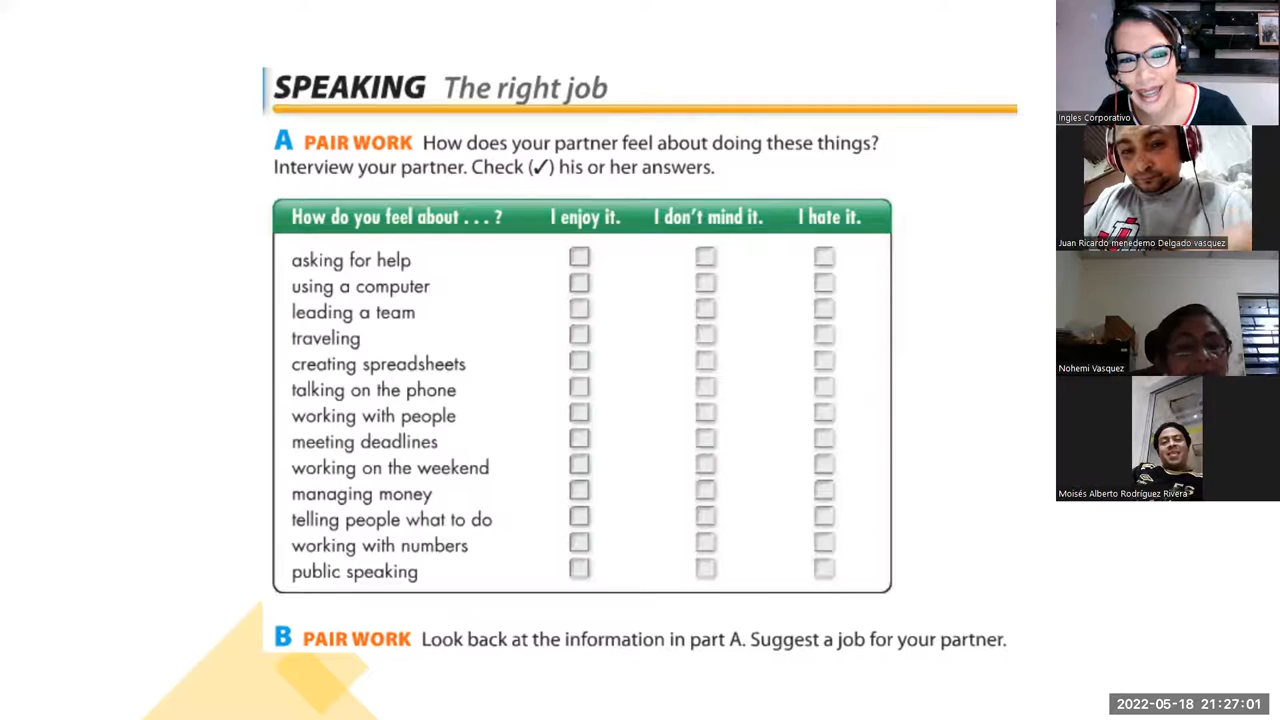 SPEAKING The right job
A PAIR WORK How does your partner feel about doing these things?
Interview your partner. Check (✓) his or her answers.
How do you feel about . . . ? I enjoy it. I don't mind it. I hate it.
asking for help
using a computer
leading a team
traveling
creating spreadsheets
talking on the phone
working with people
meeting deadlines
working on the weekend
managing money
telling people what to do
working with numbers
public speaking
B PAIR WORK Look back at the information in part A. Suggest a job for your partner.
Ingles Corporativo
Juan Ricardo menedemo Delgado vasquez
Nohemi Vasquez
Moisés Alberto Rodríguez Rivera
2022-05-18 21:27:01